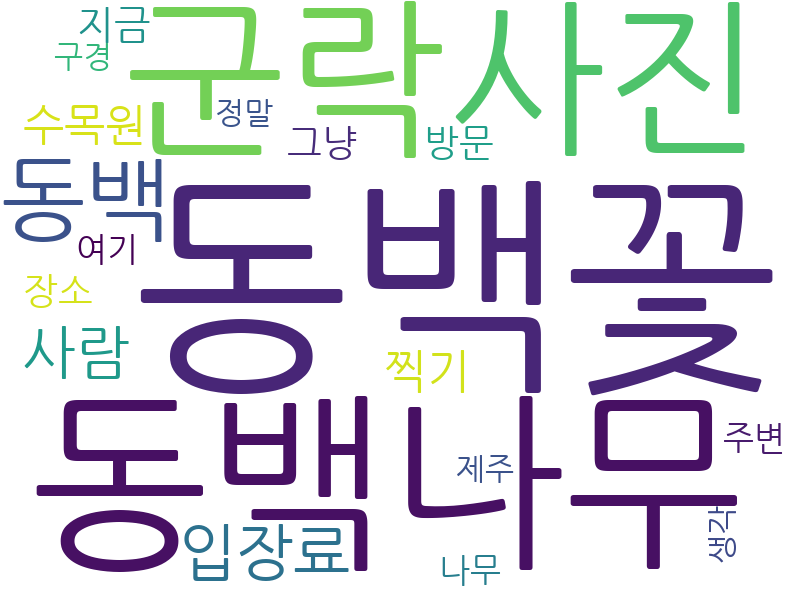 지금
군락
사진
구경
수목원
정말
그냥
방문
동백
동백꽃
여기
장소
사람
찍기
동백나무
주변
제주
입장료
나무
생각